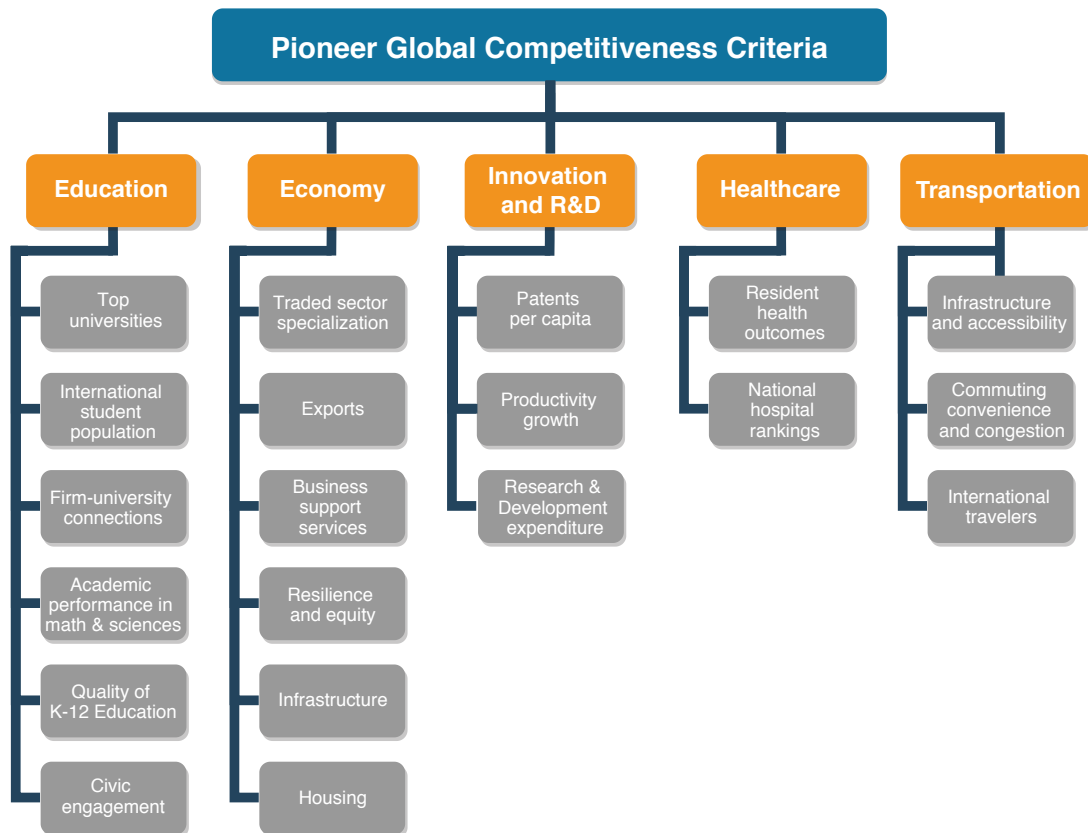 Pioneer Global Competitiveness Criteria
Education
Top
universities
International
student
population
Firm-university
connections
Academic
performance in
math & sciences
Quality of
K-12 Education
Civic
engagement
Economy
Traded sector
specialization
Exports
Business
support
services
Resilience
and equity
Infrastructure
Housing
Innovation
and R&D
Patents
per capita
Productivity
growth
Research &
Development
expenditure
Healthcare
Resident
health
outcomes
National
hospital
rankings
Transportation
Infrastructure
and accessibility
Commuting
convenience
and congestion
International
travelers